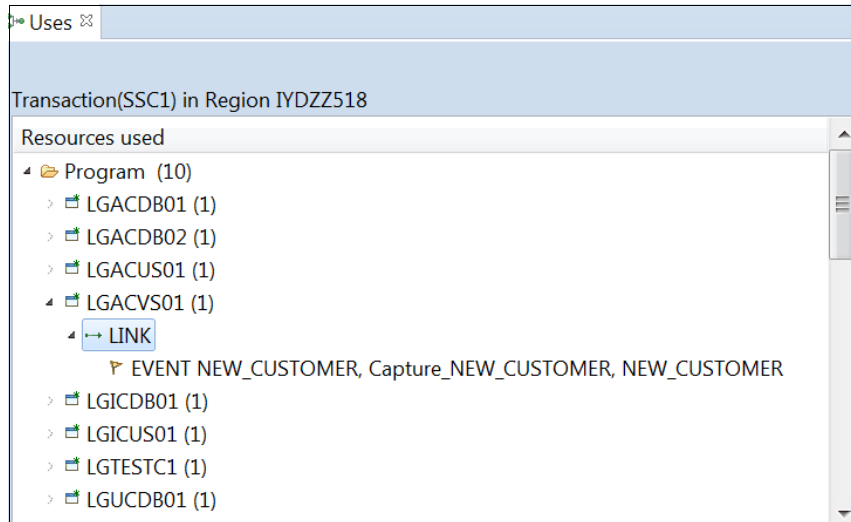 Uses
Transaction(SSC1) in Region IYDZZ518
Resources used
Program (10)
LGACDB01 (1)
LGACDB02 (1)
LGACUS01 (1)
LGACVS01 (1)
LINK
EVENT NEW_CUSTOMER, Capture_NEW_CUSTOMER, NEW_CUSTOMER
LGICDB01 (1)
LGICUS01 (1)
LGTESTC1 (1)
LGUCDB01 (1)